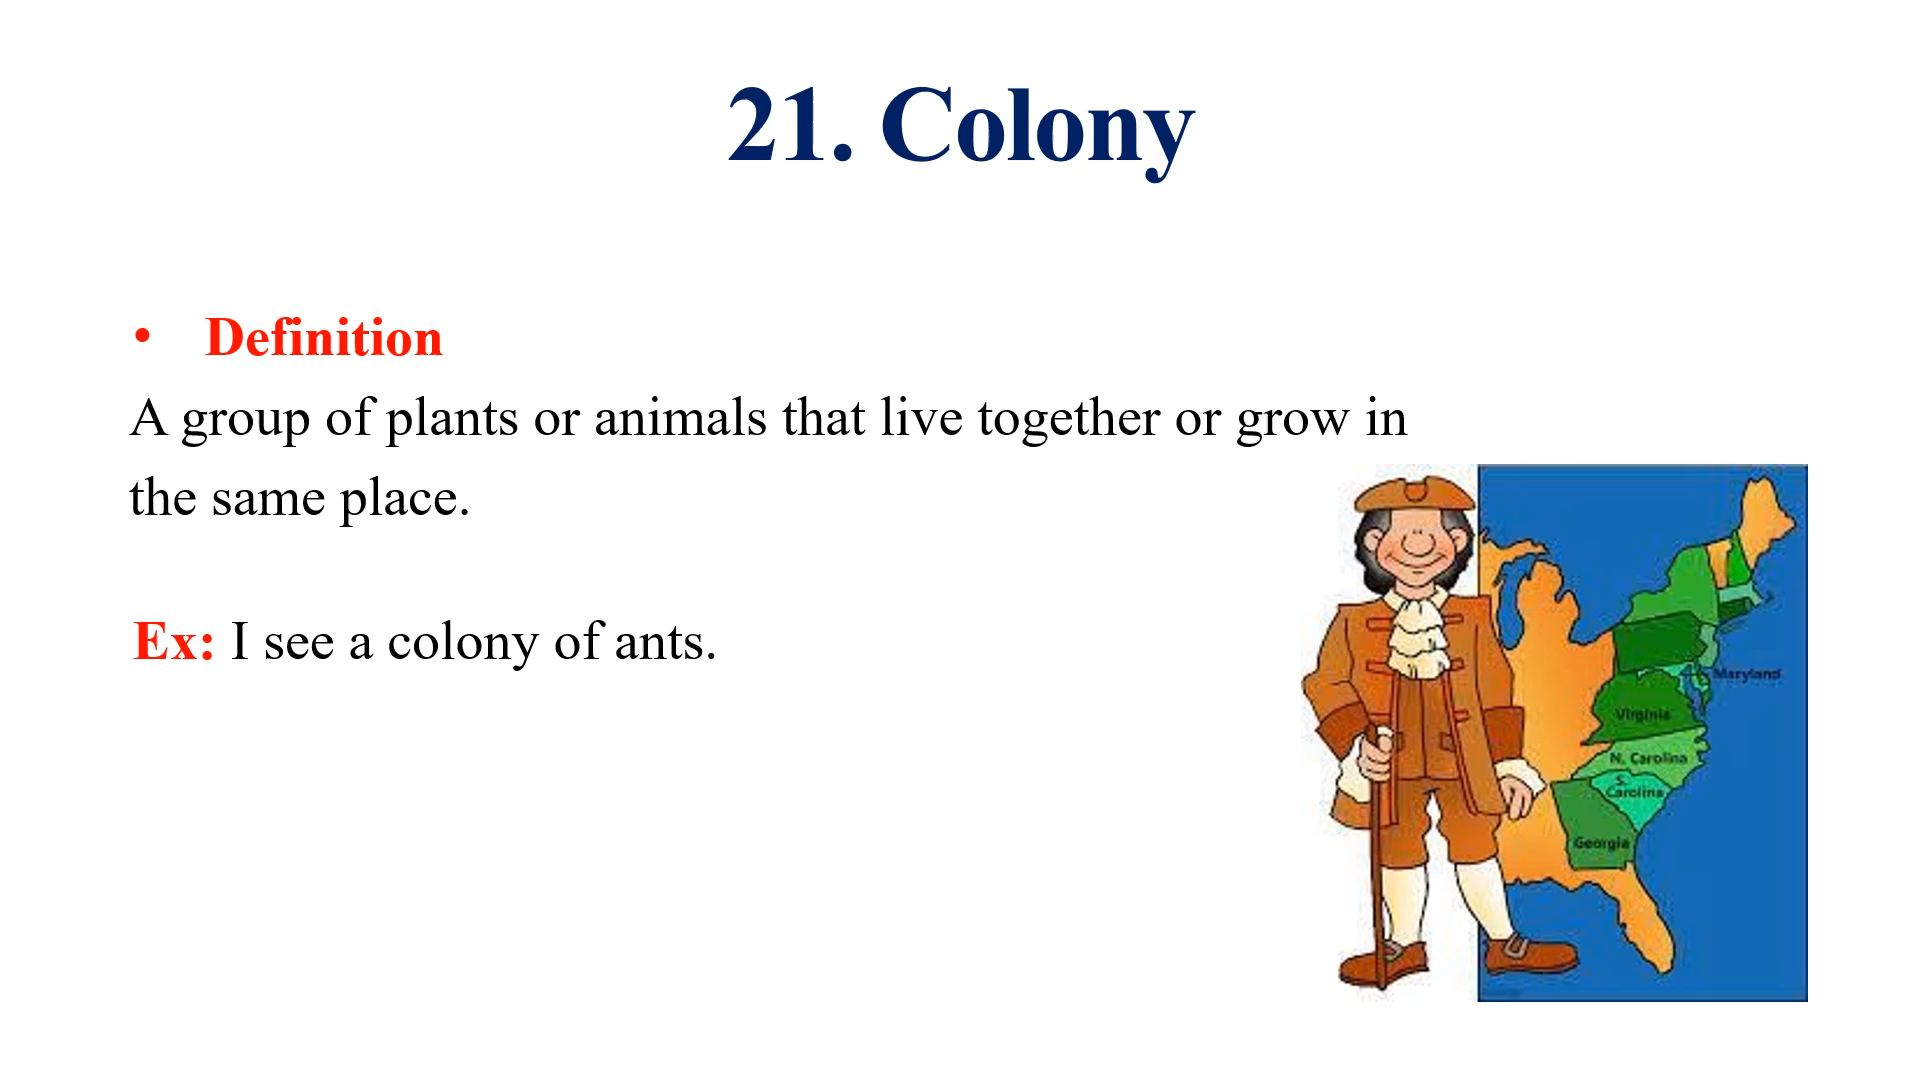 21. Colony
• Definition
A group of plants or animals that live together or grow in
the same place.
Ex: I see a colony of ants.
Maryland
Virginia
N. Carolina
S.
Carolina
Georgia